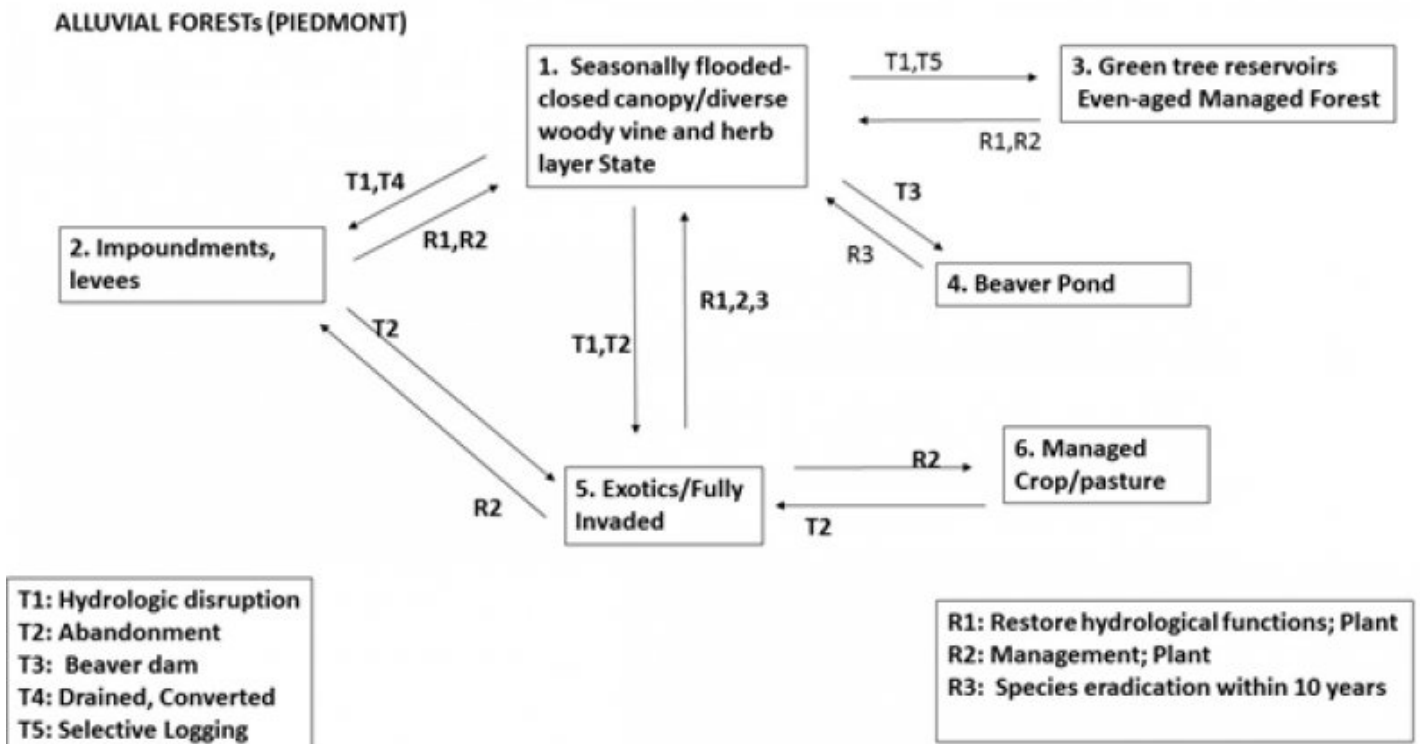 ALLUVIAL FORESTs (PIEDMONT)
1. Seasonally flooded-
closed canopy/diverse
woody vine and herb
layer State
T1,T5
R1,R2
3. Green tree reservoirs
Even-aged Managed Forest
T1,T4
R1,R2
T3
R3
2. Impoundments,
levees
4. Beaver Pond
T2
R2
T1,T2
R1,2,3
5. Exotics/Fully
Invaded
R2
T2
6. Managed
Crop/pasture
T1: Hydrologic disruption
T2: Abandonment
T3: Beaver dam
T4: Drained, Converted
T5: Selective Logging
R1: Restore hydrological functions; Plant
R2: Management; Plant
R3: Species eradication within 10 years